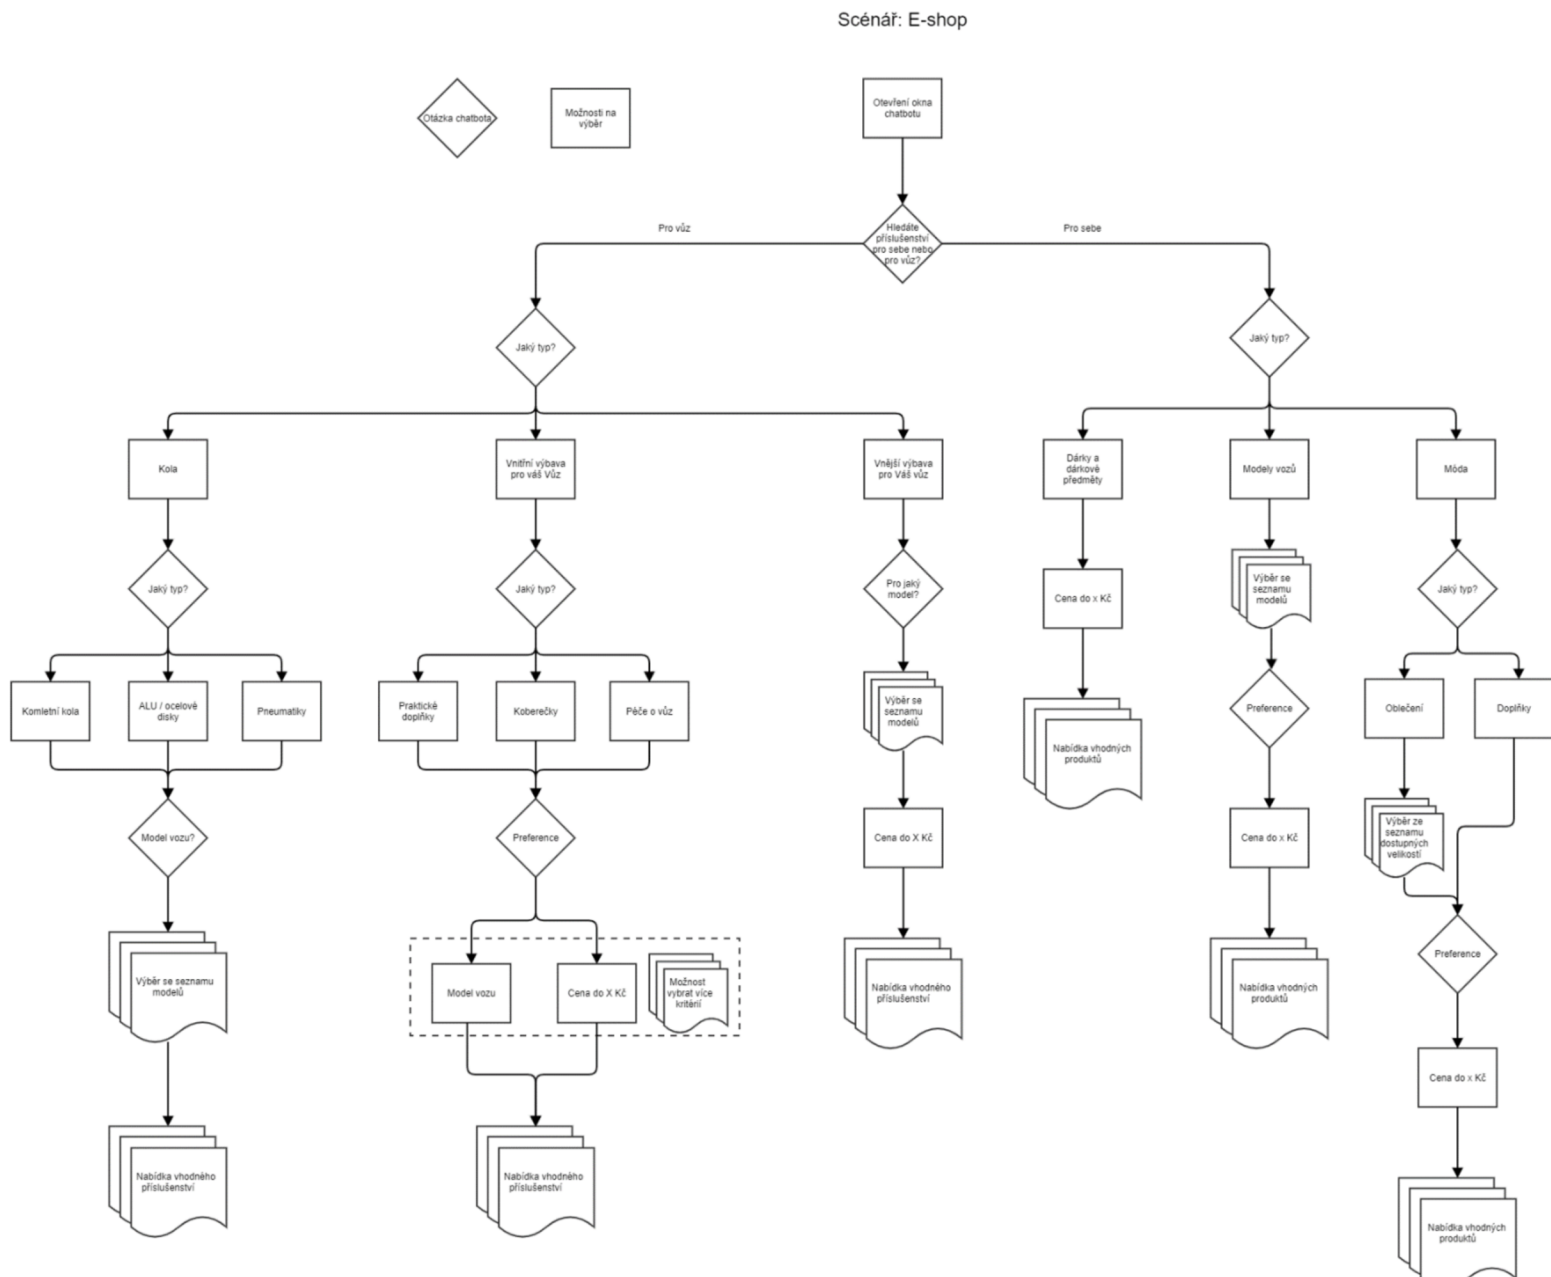 Scénář: E-shop
Otázka chatbota
Možnosti na
výběr
Otevření okna
chatbotu
Pro vůz
Hledáte
příslušenství
pro sebe nebo
pro vůz?
Pro sebe
Jaký typ?
Jaký typ?
Kola
Vnitřní výbava
pro váš Vůz
Vnější výbava
pro Váš vůz
Dárky a
dárkové
předměty
Modely vozů
Móda
Jaký typ?
Jaký typ?
Pro jaký
model?
Cena do x Kč
Výběr se
seznamu
modelů
Jaký typ?
Komletní kola
ALU / ocelové
disky
Pneumatiky
Praktické
doplňky
Koberečky
Péče o vůz
Výběr se
seznamu
modelů
Nabídka vhodných
produktů
Preference
Oblečení
Doplňky
Model vozu?
Preference
Cena do X Kč
Cena do x Kč
Výběr ze
seznamu
dostupných
velikostí
Výběr se seznamu
modelů
Model vozu
Cena do X Kč
Možnost
vybrat více
kritérií
Nabídka vhodného
příslušenství
Nabídka vhodných
produktů
Preference
Cena do x Kč
Nabídka vhodného
příslušenství
Nabídka vhodného
příslušenství
Nabídka vhodných
produktů